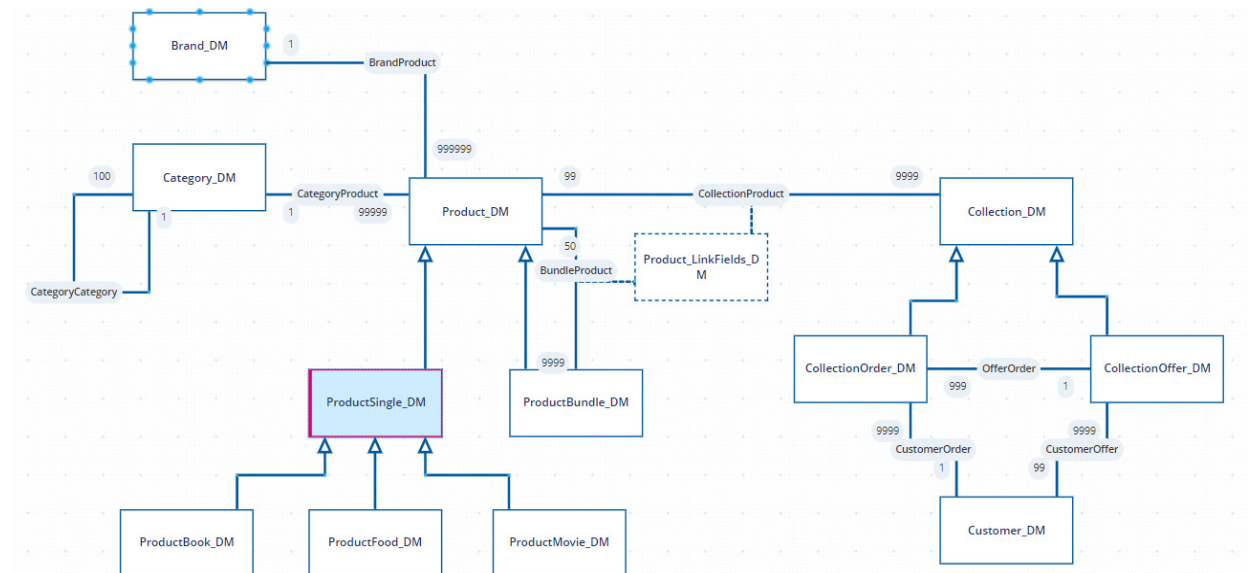 Brand_DM
1
BrandProduct
999999
100
Category_DM
CategoryProduct
1
1
99999
CategoryCategory
Product_DM
99
CollectionProduct
9999
Collection_DM
50
BundleProduct
Product_LinkFields_D
M
9999
ProductSingle_DM
ProductBundle_DM
CollectionOrder_DM
OfferOrder
999
1
CollectionOffer_DM
9999
CustomerOrder
1
9999
CustomerOffer
99
Customer_DM
ProductBook_DM
ProductFood_DM
ProductMovie_DM